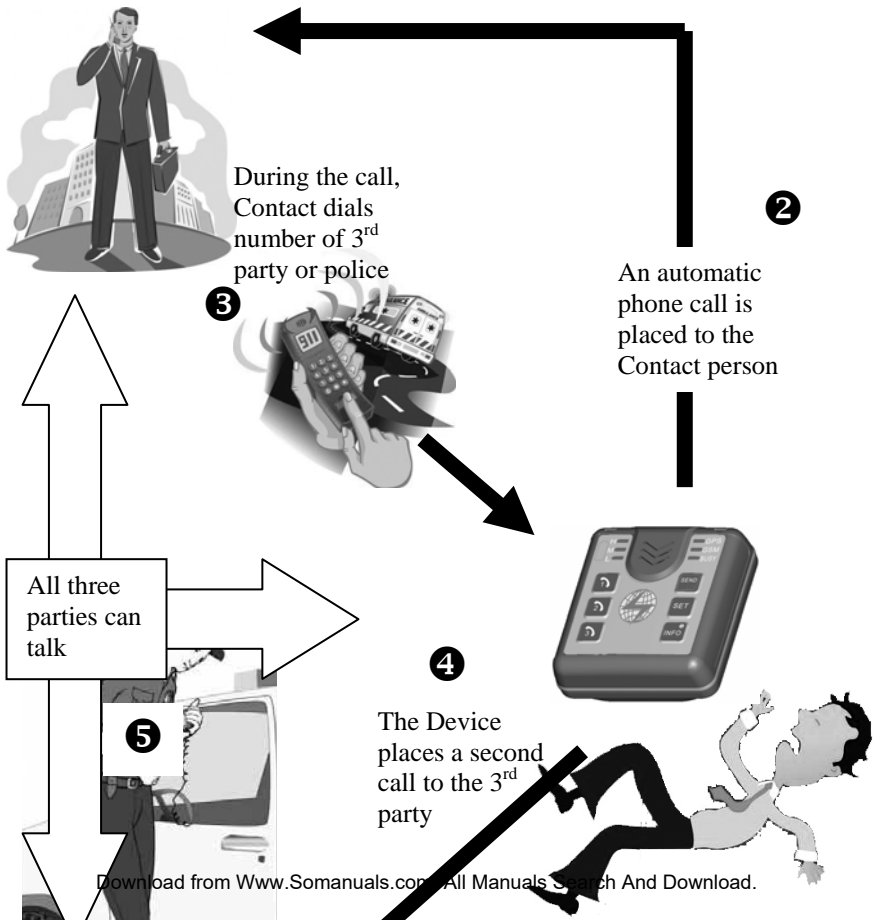 ❷
An automatic
phone call is
placed to the
Contact person
During the call,
Contact dials
number of 3rd
party or police
❸
AMBULANCE
911
H
M
L
GPS
GSM
BUSY
SEND
SET
INFO
All three
parties can
talk
❹
The Device
places a second
call to the 3rd
party
❺
Download from Www.Somanuals.com. All Manuals Search And Download.